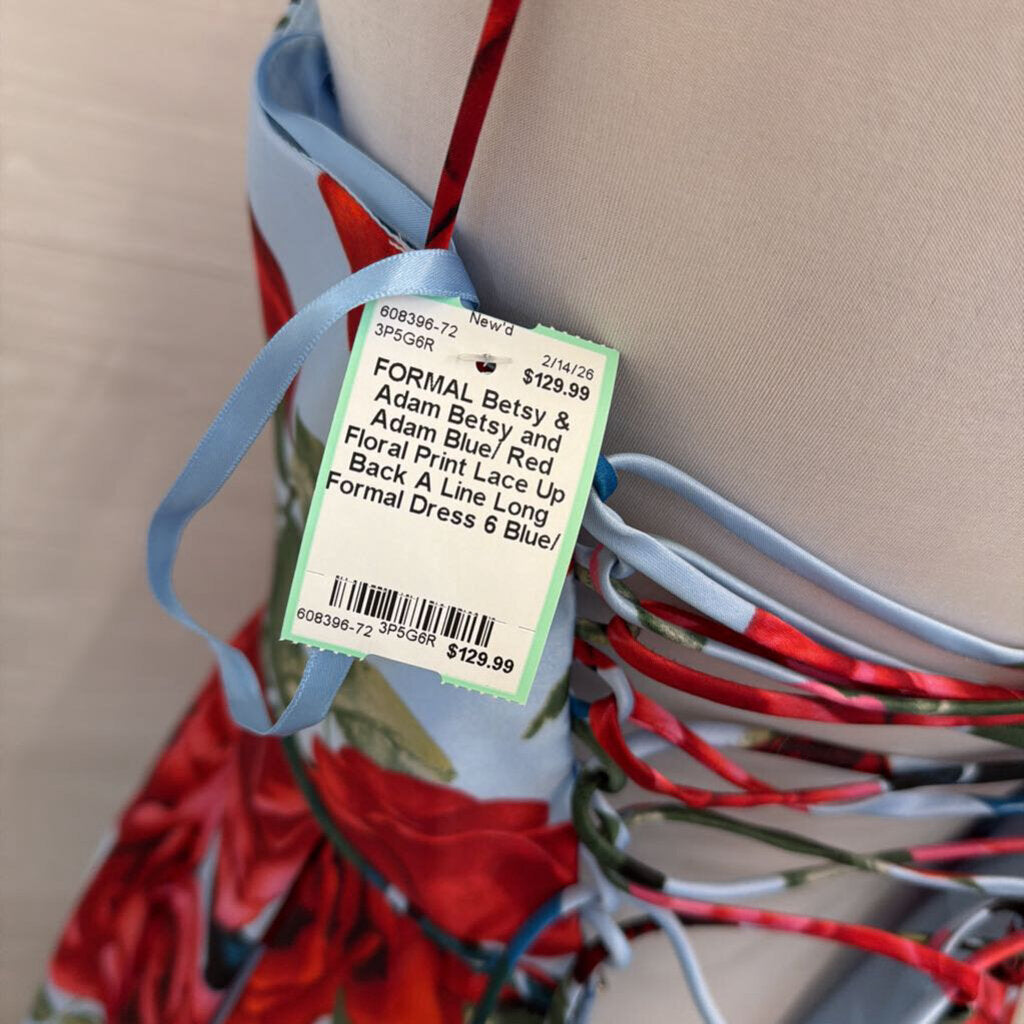 608396-72 New'd
3P5G6R 2/14/26
$129.99
FORMAL Betsy &
Adam Betsy and
Adam Blue/ Red
Floral Print Lace Up
Back A Line Long
Formal Dress 6 Blue/
608396-72 3P5G6R $129.99